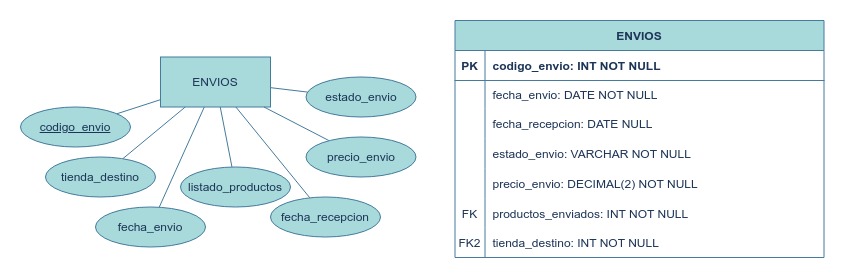 ENVIOS
codigo_envio
tienda_destino
fecha_envio
listado_productos
fecha_recepcion
precio_envio
estado_envio
ENVIOS
PK codigo_envio: INT NOT NULL
fecha_envio: DATE NOT NULL
fecha_recepcion: DATE NULL
estado_envio: VARCHAR NOT NULL
precio_envio: DECIMAL(2) NOT NULL
FK productos_enviados: INT NOT NULL
FK2 tienda_destino: INT NOT NULL